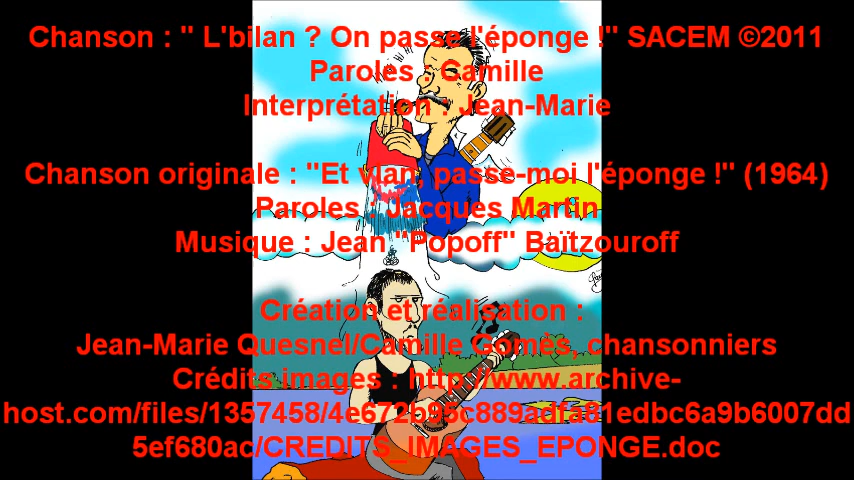 Chanson : " L'bilan ? On passe l'éponge !" SACEM ©2011
Paroles : Camille
Interprétation : Jean-Marie
Chanson originale : "Et vlan, passe-moi l'éponge !" (1964)
Paroles : Jacques Martin
Musique : Jean "Popoff" Baïtzouroff
Création et réalisation :
Jean-Marie Quesnel/Camille Gomès, chansonniers
Crédits images : http://www.archive-
host.com/files/1357458/4e672b95c889adfa81edbc6a9b6007dd
5ef680ac/CREDITS_IMAGES_EPONGE.doc